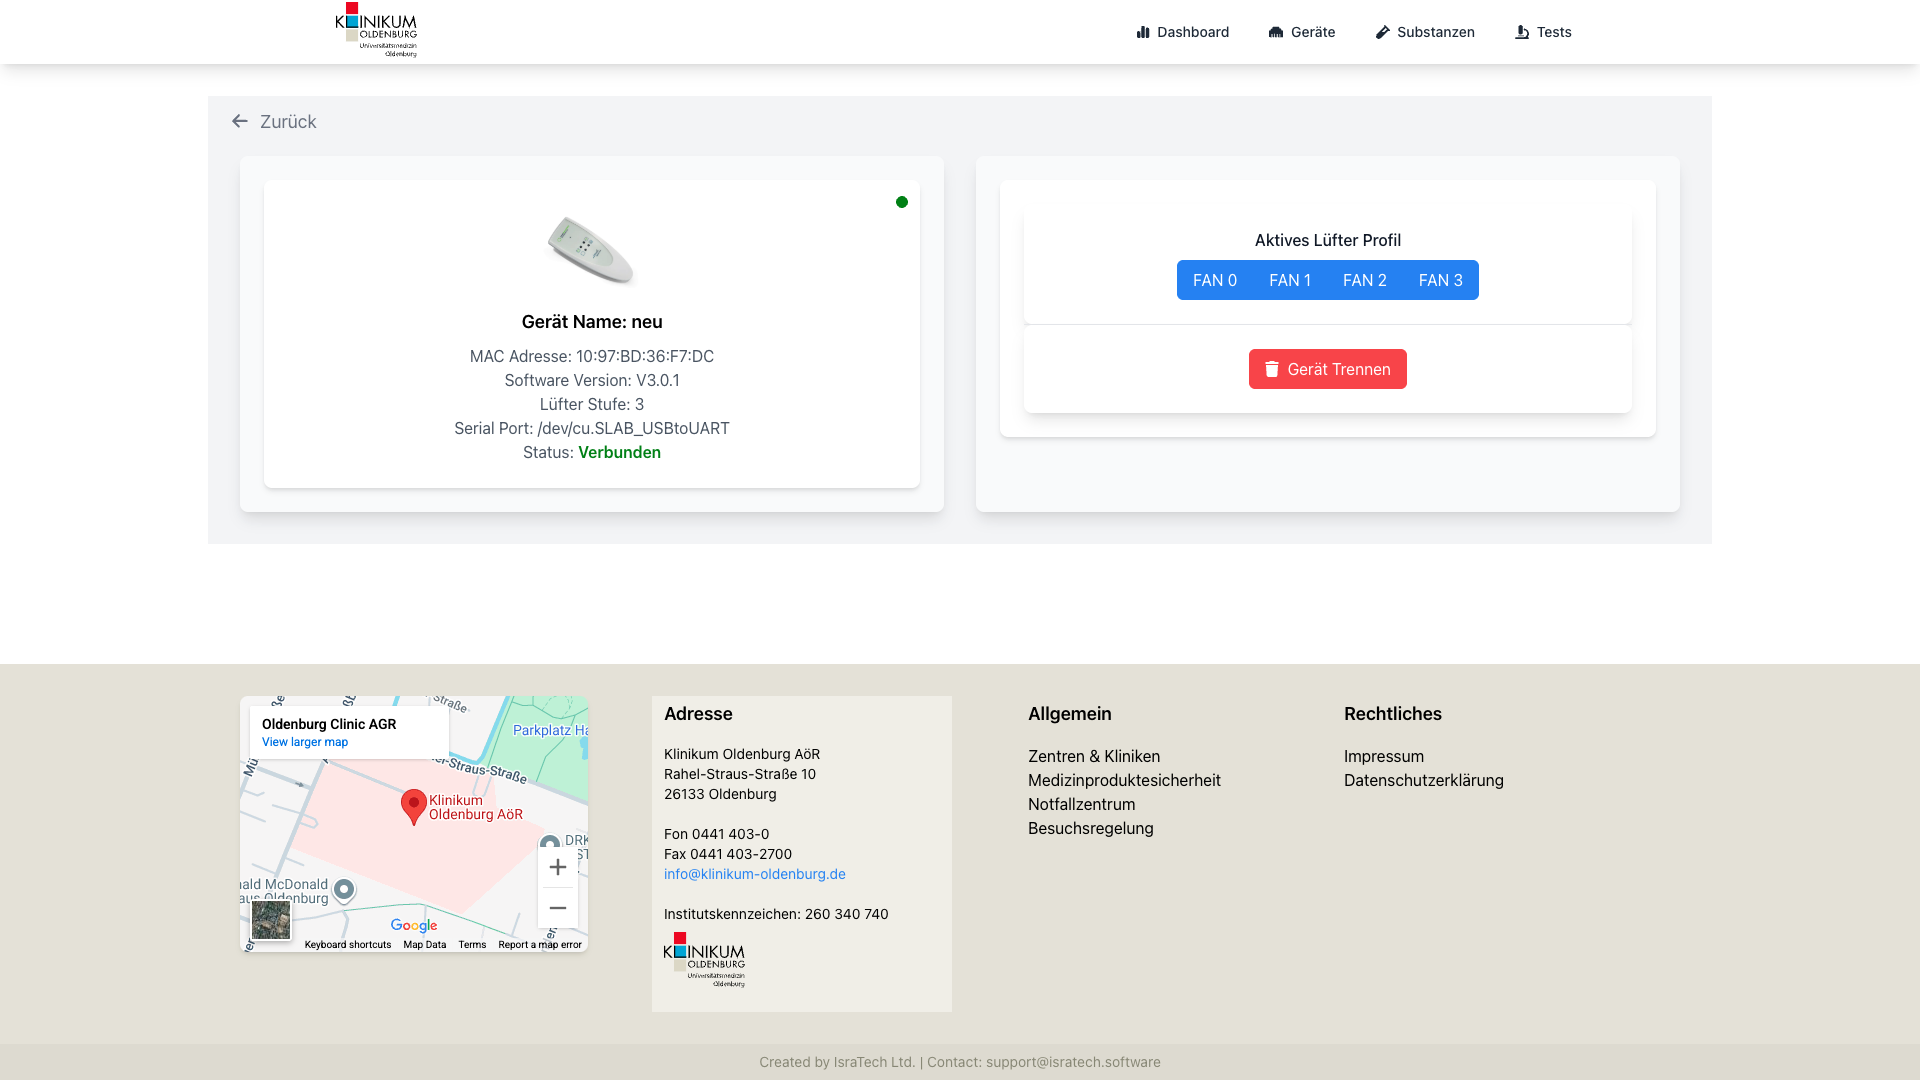 KLINIKUM
OLDENBURG
Universitätsmedizin
Oldenburg
Dashboard
Geräte
Substanzen
Tests
Zurück
Gerät Name: neu
MAC Adresse: 10:97:BD:36:F7:DC
Software Version: V3.0.1
Lüfter Stufe: 3
Serial Port: /dev/cu.SLAB_USBtoUART
Status: Verbunden
Aktives Lüfter Profil
FAN 0 FAN 1 FAN 2 FAN 3
Gerät Trennen
Oldenburg Clinic AGR
View larger map
Straße
Parkplatz Ha
er-Straus-Straße
Mü
Klinikum
Oldenburg AöR
DRK
ST
nald McDonald
aus Oldenburg
Google
Keyboard shortcuts Map Data Terms Report a map error
Adresse
Klinikum Oldenburg AöR
Rahel-Straus-Straße 10
26133 Oldenburg
Fon 0441 403-0
Fax 0441 403-2700
info@klinikum-oldenburg.de
Institutskennzeichen: 260 340 740
KLINIKUM
OLDENBURG
Universitätsmedizin
Oldenburg
Allgemein
Zentren & Kliniken
Medizinproduktesicherheit
Notfallzentrum
Besuchsregelung
Rechtliches
Impressum
Datenschutzerklärung
Created by IsraTech Ltd. | Contact: support@isratech.software